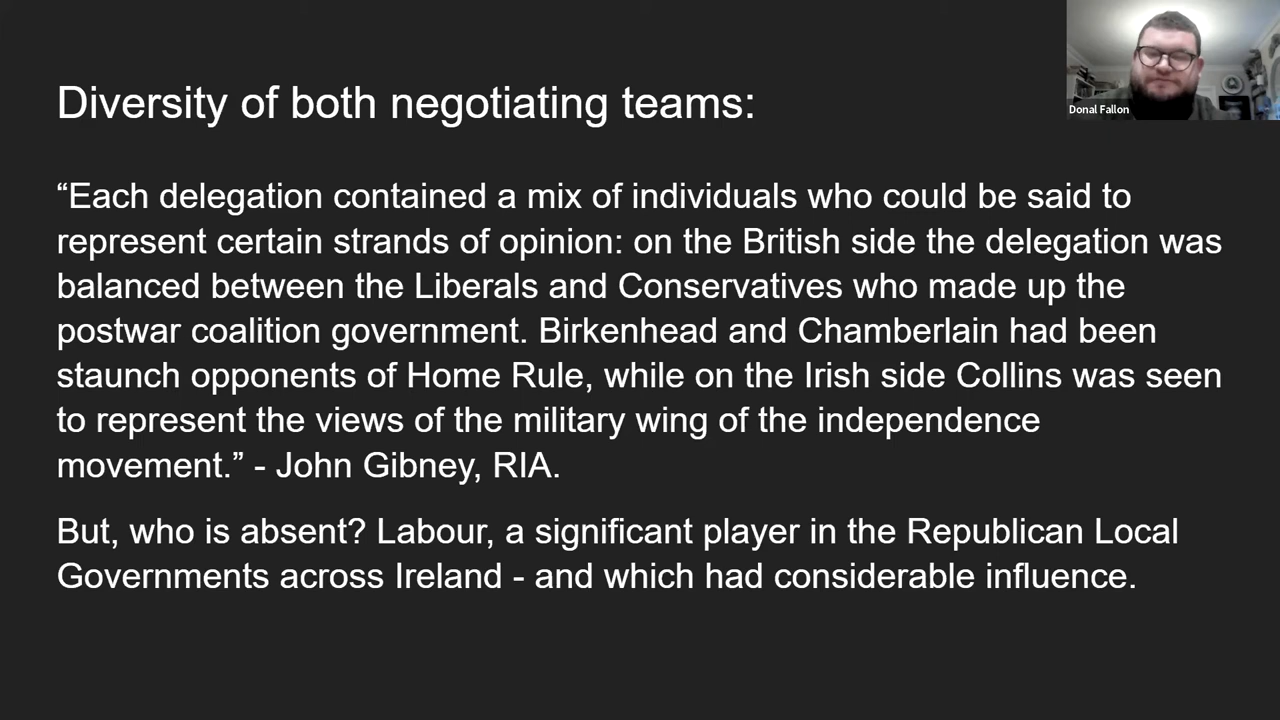 Donal Fallon
Diversity of both negotiating teams:
“Each delegation contained a mix of individuals who could be said to
represent certain strands of opinion: on the British side the delegation was
balanced between the Liberals and Conservatives who made up the
postwar coalition government. Birkenhead and Chamberlain had been
staunch opponents of Home Rule, while on the Irish side Collins was seen
to represent the views of the military wing of the independence
movement.” - John Gibney, RIA.
But, who is absent? Labour, a significant player in the Republican Local
Governments across Ireland - and which had considerable influence.